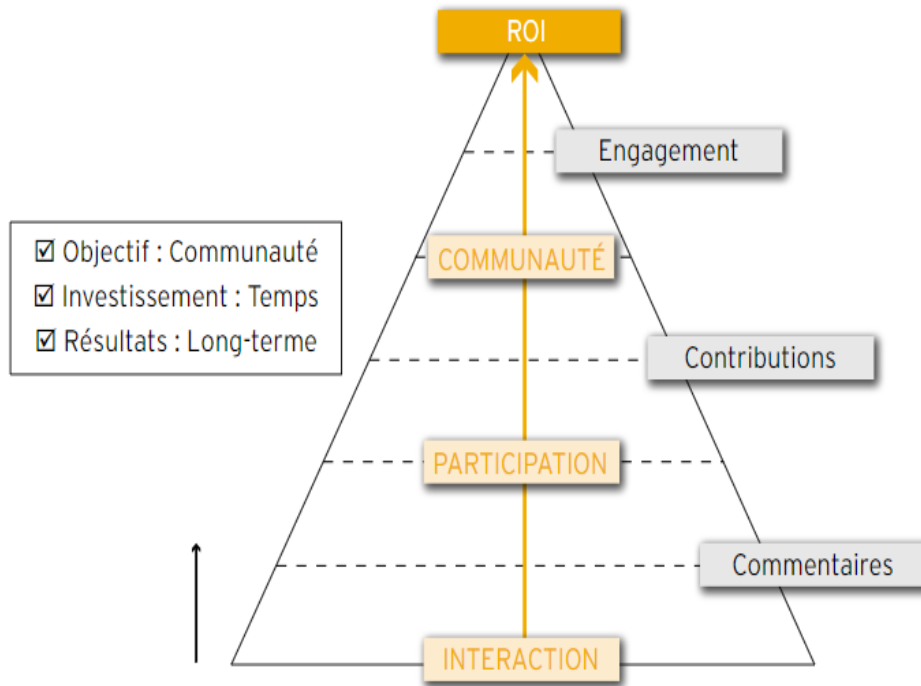 ROI
Engagement
COMMUNAUTÉ
☑ Objectif : Communauté
☑ Investissement : Temps
☑ Résultats : Long-terme
Contributions
PARTICIPATION
Commentaires
INTERACTION